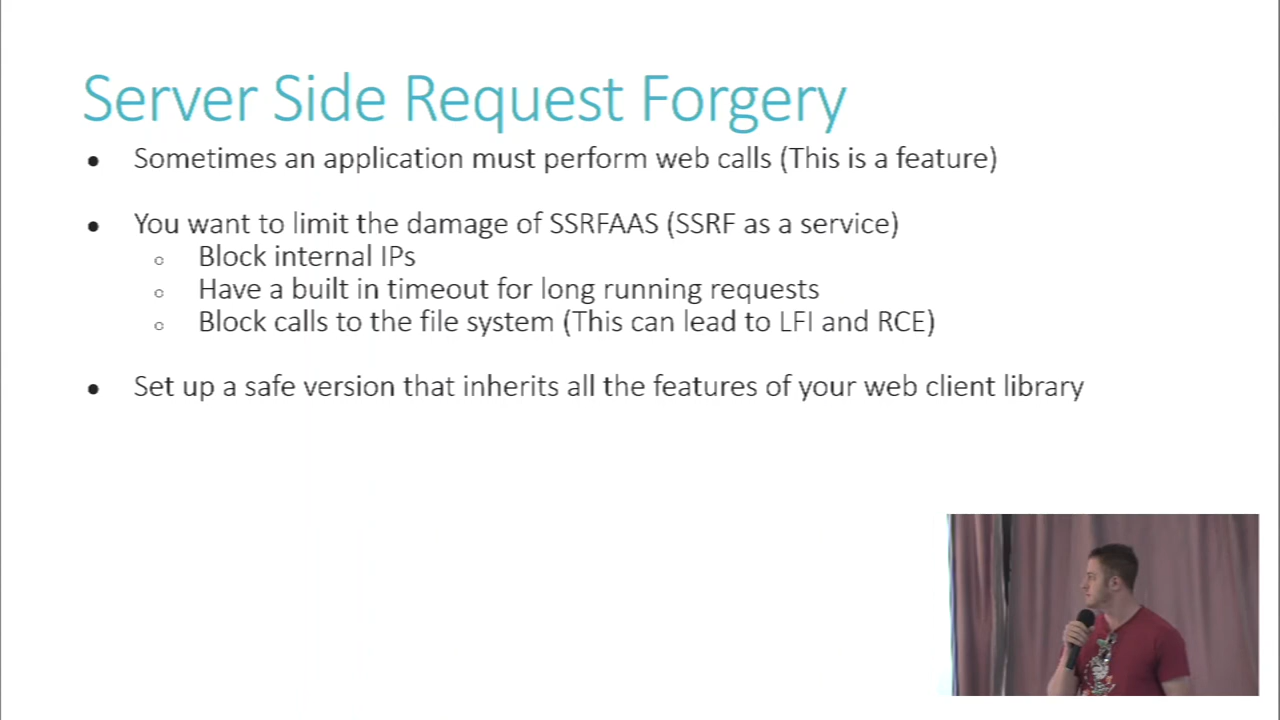 Server Side Request Forgery
● Sometimes an application must perform web calls (This is a feature)
● You want to limit the damage of SSRFAAS (SSRF as a service)
○ Block internal IPs
○ Have a built in timeout for long running requests
○ Block calls to the file system (This can lead to LFI and RCE)
● Set up a safe version that inherits all the features of your web client library